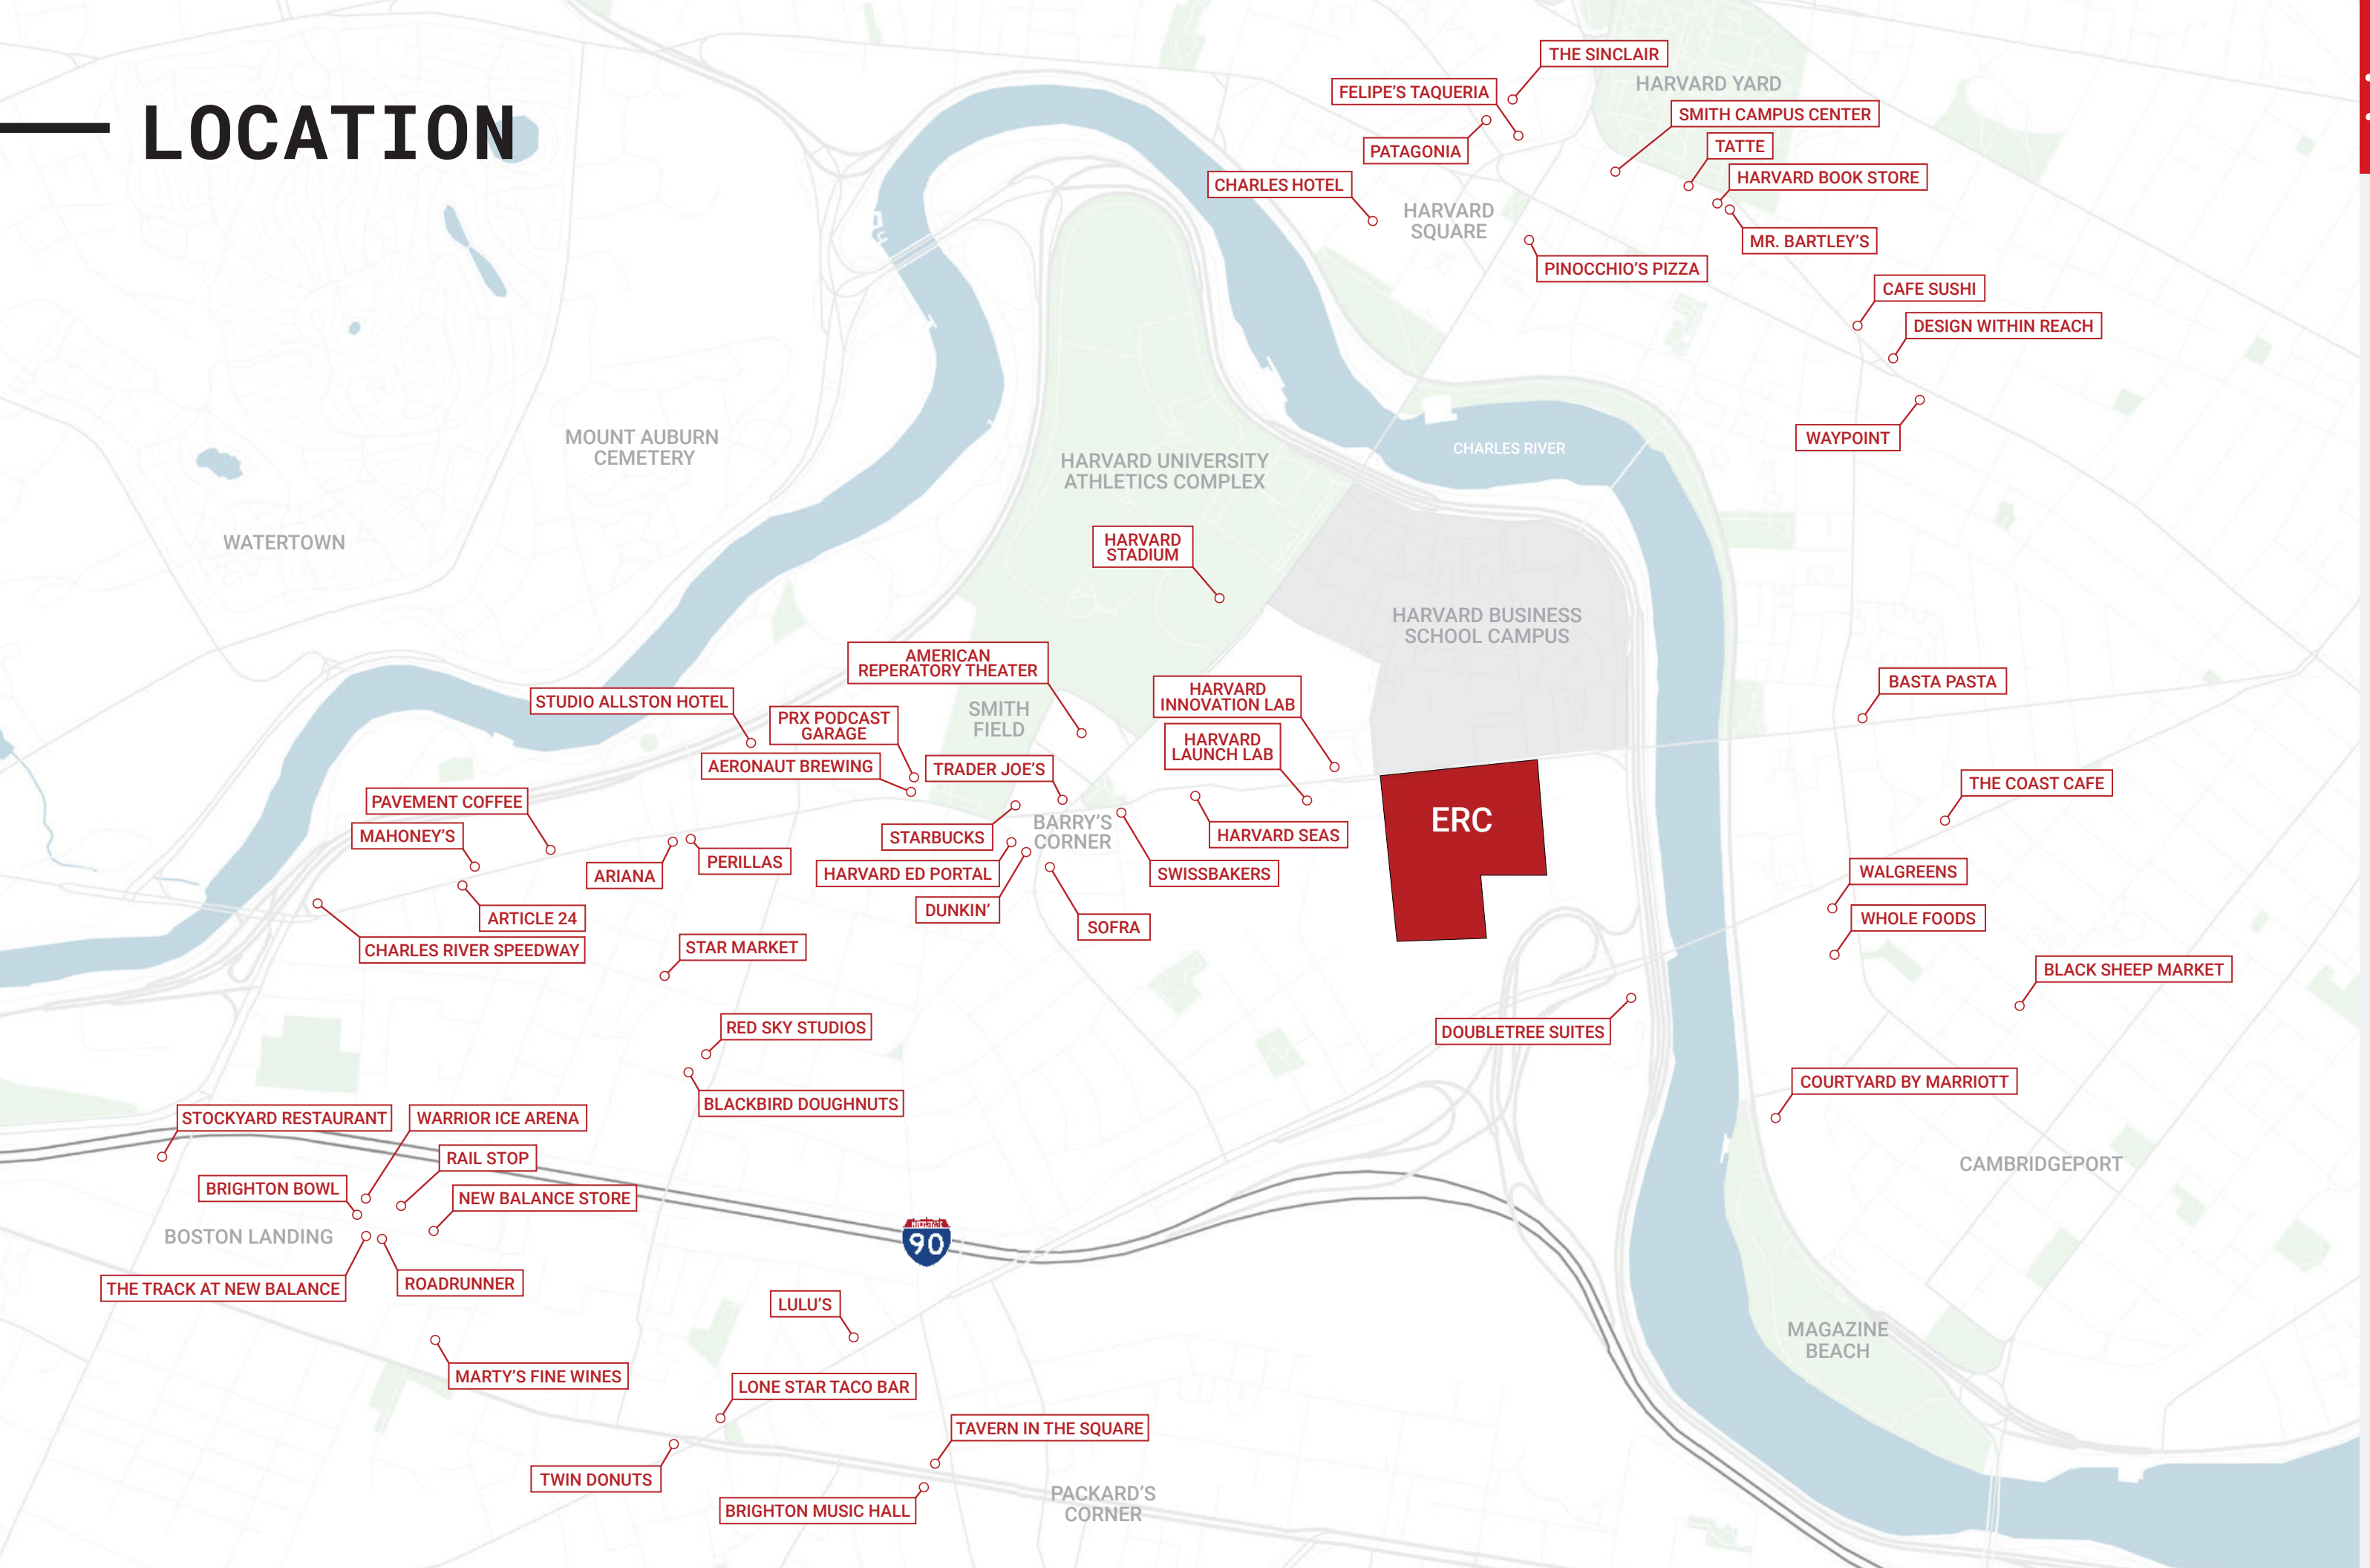 LOCATION
THE SINCLAIR
HARVARD YARD
FELIPE'S TAQUERIA
SMITH CAMPUS CENTER
PATAGONIA
TATTE
HARVARD BOOK STORE
CHARLES HOTEL
HARVARD
SQUARE
MR. BARTLEY'S
PINOCCHIO'S PIZZA
CAFE SUSHI
DESIGN WITHIN REACH
WAYPOINT
MOUNT AUBURN
CEMETERY
CHARLES RIVER
HARVARD UNIVERSITY
ATHLETICS COMPLEX
WATERTOWN
HARVARD
STADIUM
HARVARD BUSINESS
SCHOOL CAMPUS
AMERICAN
REPERATORY THEATER
STUDIO ALLSTON HOTEL
HARVARD
INNOVATION LAB
BASTA PASTA
PRX PODCAST
GARAGE
SMITH
FIELD
HARVARD
LAUNCH LAB
AERONAUT BREWING
TRADER JOE'S
THE COAST CAFE
PAVEMENT COFFEE
ERC
MAHONEY'S
STARBUCKS
BARRY'S
CORNER
HARVARD SEAS
PERILLAS
ARIANA
HARVARD ED PORTAL
SWISSBAKERS
WALGREENS
DUNKIN'
ARTICLE 24
SOFRA
WHOLE FOODS
CHARLES RIVER SPEEDWAY
STAR MARKET
BLACK SHEEP MARKET
RED SKY STUDIOS
DOUBLETREE SUITES
BLACKBIRD DOUGHNUTS
COURTYARD BY MARRIOTT
STOCKYARD RESTAURANT
WARRIOR ICE ARENA
RAIL STOP
CAMBRIDGEPORT
BRIGHTON BOWL
NEW BALANCE STORE
BOSTON LANDING
INTERSTATE
90
THE TRACK AT NEW BALANCE
ROADRUNNER
LULU'S
MAGAZINE
BEACH
MARTY'S FINE WINES
LONE STAR TACO BAR
TAVERN IN THE SQUARE
TWIN DONUTS
PACKARD'S
CORNER
BRIGHTON MUSIC HALL